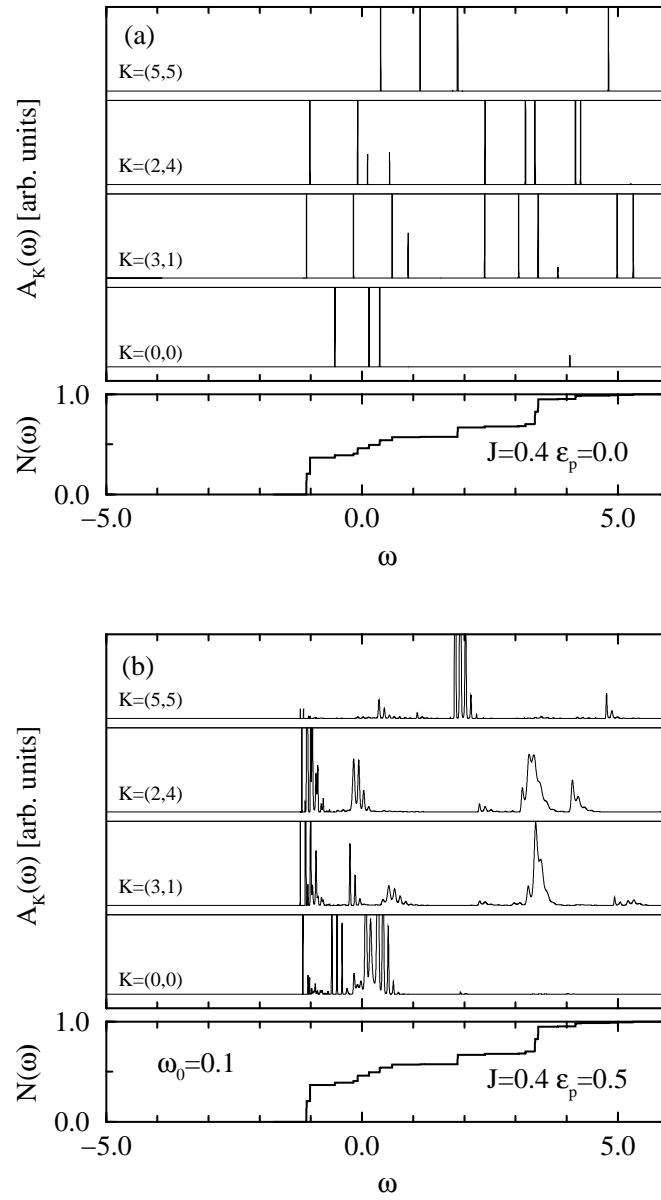 (a)
K=(5,5)
K=(2,4)
K=(3,1)
K=(0,0)
A_K(ω) [arb. units]
1.0
N(ω)
J=0.4 ε_p=0.0
0.0
−5.0 0.0 5.0
ω
(b)
K=(5,5)
K=(2,4)
K=(3,1)
K=(0,0)
A_K(ω) [arb. units]
1.0
N(ω)
ω_0=0.1 J=0.4 ε_p=0.5
0.0
−5.0 0.0 5.0
ω